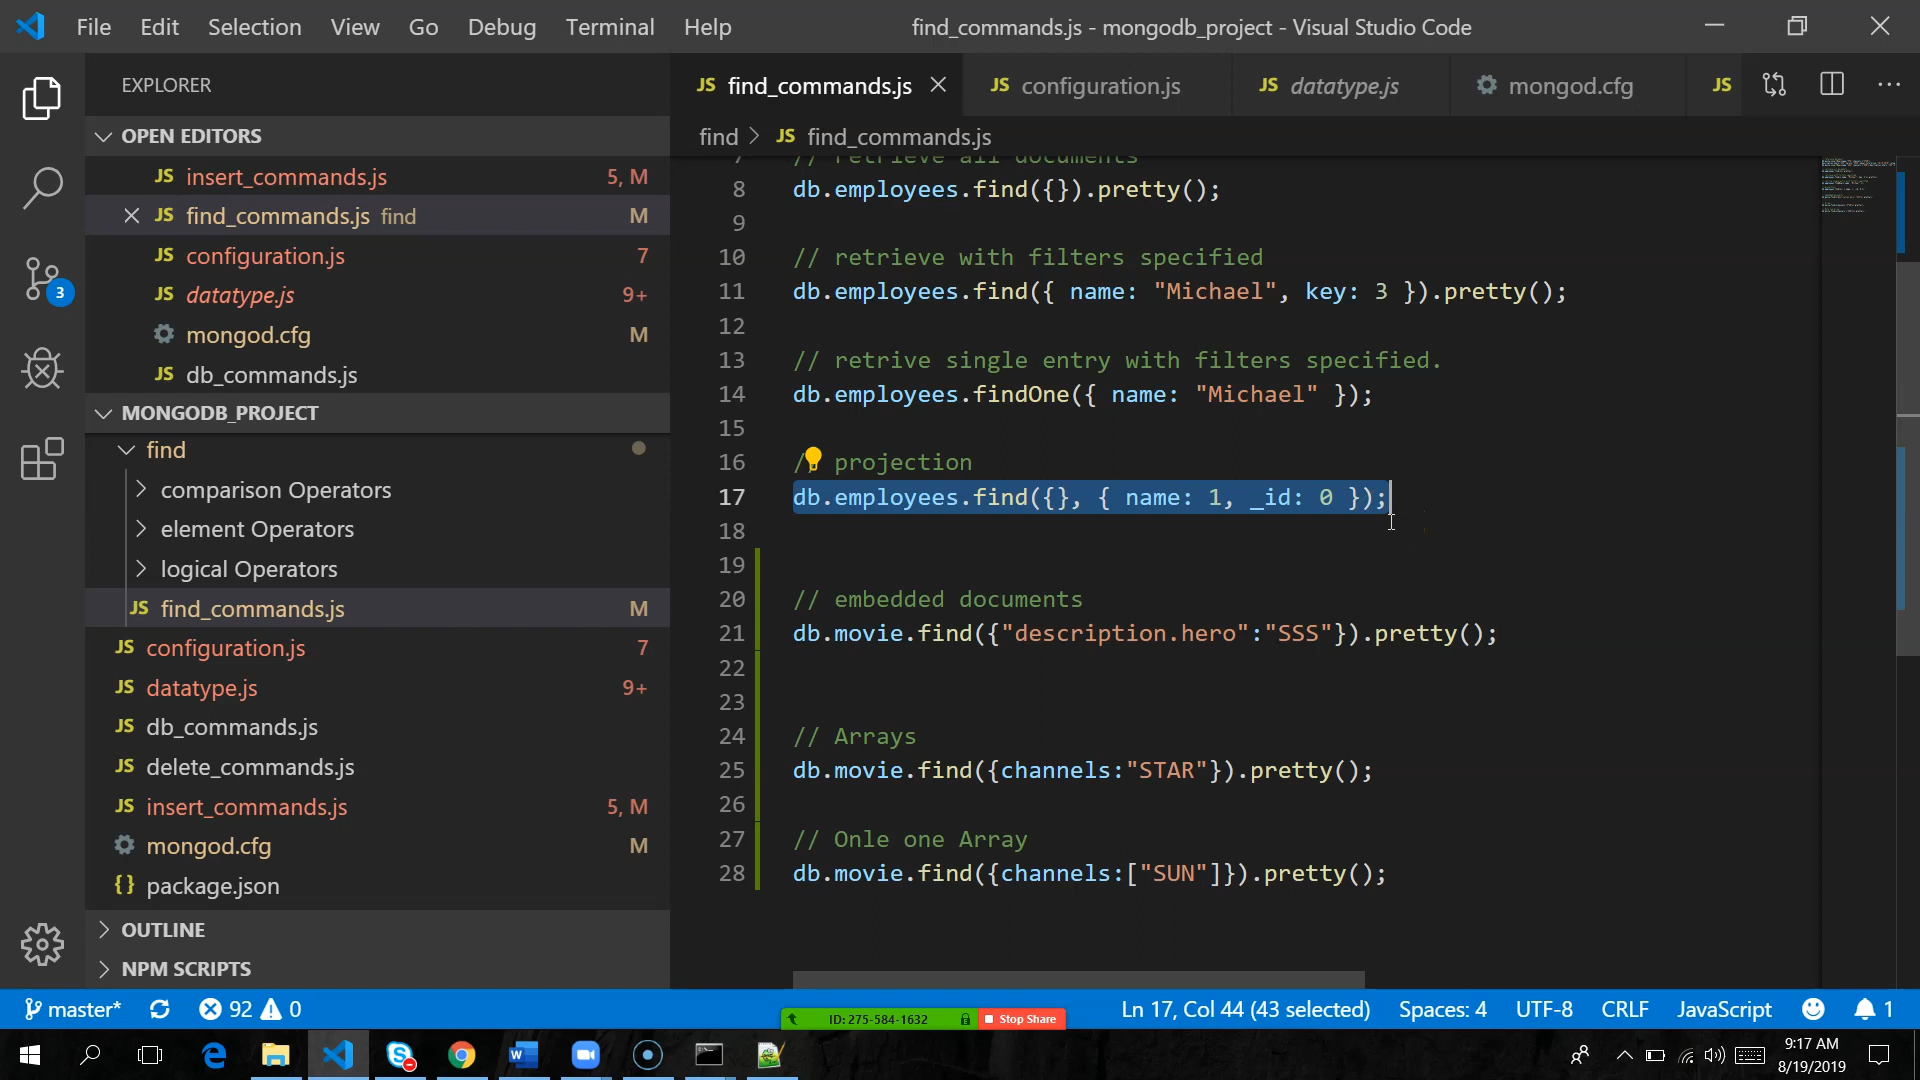 File Edit Selection View Go Debug Terminal Help find_commands.js - mongodb_project - Visual Studio Code
EXPLORER
OPEN EDITORS
JS insert_commands.js 5, M
JS find_commands.js find M
JS configuration.js 7
JS datatype.js 9+
mongod.cfg M
JS db_commands.js
MONGODB_PROJECT
find
comparison Operators
element Operators
logical Operators
JS find_commands.js M
JS configuration.js 7
JS datatype.js 9+
JS db_commands.js
JS delete_commands.js
JS insert_commands.js 5, M
mongod.cfg M
{} package.json
OUTLINE
NPM SCRIPTS
JS find_commands.js JS configuration.js JS datatype.js mongod.cfg JS
find > JS find_commands.js
7 // retrieve all documents
8 db.employees.find({}).pretty();
9
10 // retrieve with filters specified
11 db.employees.find({ name: "Michael", key: 3 }).pretty();
12
13 // retrive single entry with filters specified.
14 db.employees.findOne({ name: "Michael" });
15
16 // projection
17 db.employees.find({}, { name: 1, _id: 0 });
18
19
20 // embedded documents
21 db.movie.find({"description.hero":"SSS"}).pretty();
22
23
24 // Arrays
25 db.movie.find({channels:"STAR"}).pretty();
26
27 // Onle one Array
28 db.movie.find({channels:["SUN"]}).pretty();
3
master* 92 0 Ln 17, Col 44 (43 selected) Spaces: 4 UTF-8 CRLF JavaScript 1
ID: 275-584-1632 Stop Share
9:17 AM
8/19/2019